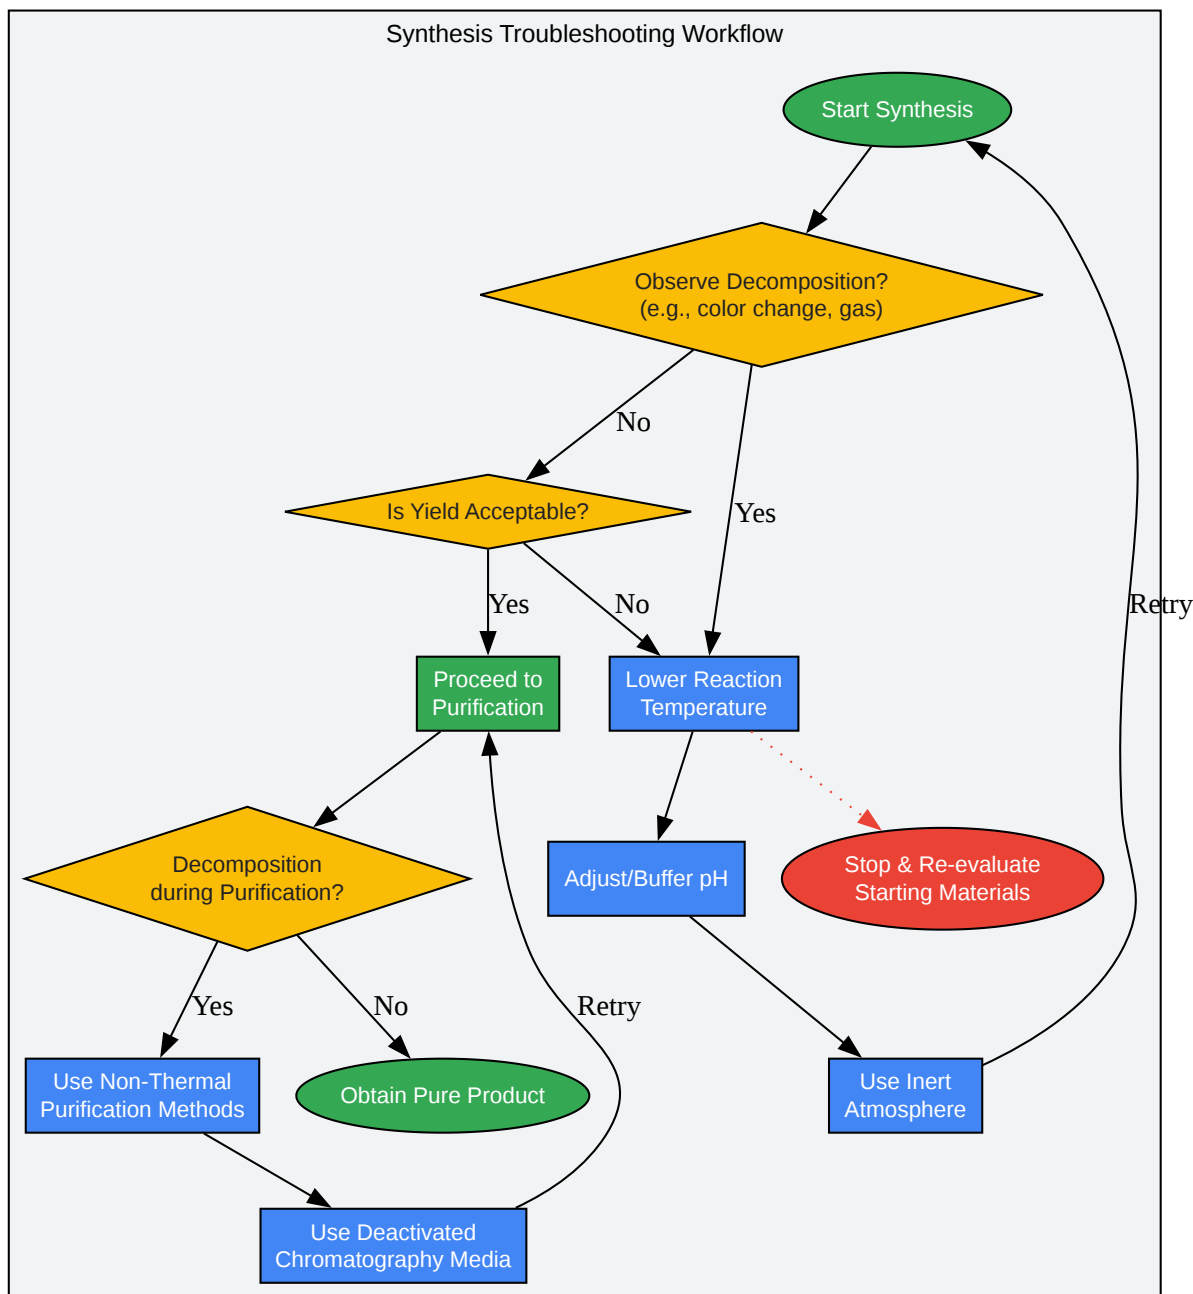 Synthesis Troubleshooting Workflow
Start Synthesis
Observe Decomposition?
(e.g., color change, gas)
No
Is Yield Acceptable?
Yes
Yes
No
Retry
Proceed to
Purification
Lower Reaction
Temperature
Decomposition
during Purification?
Adjust/Buffer pH
Stop & Re-evaluate
Starting Materials
Yes
No
Retry
Use Non-Thermal
Purification Methods
Obtain Pure Product
Use Inert
Atmosphere
Use Deactivated
Chromatography Media